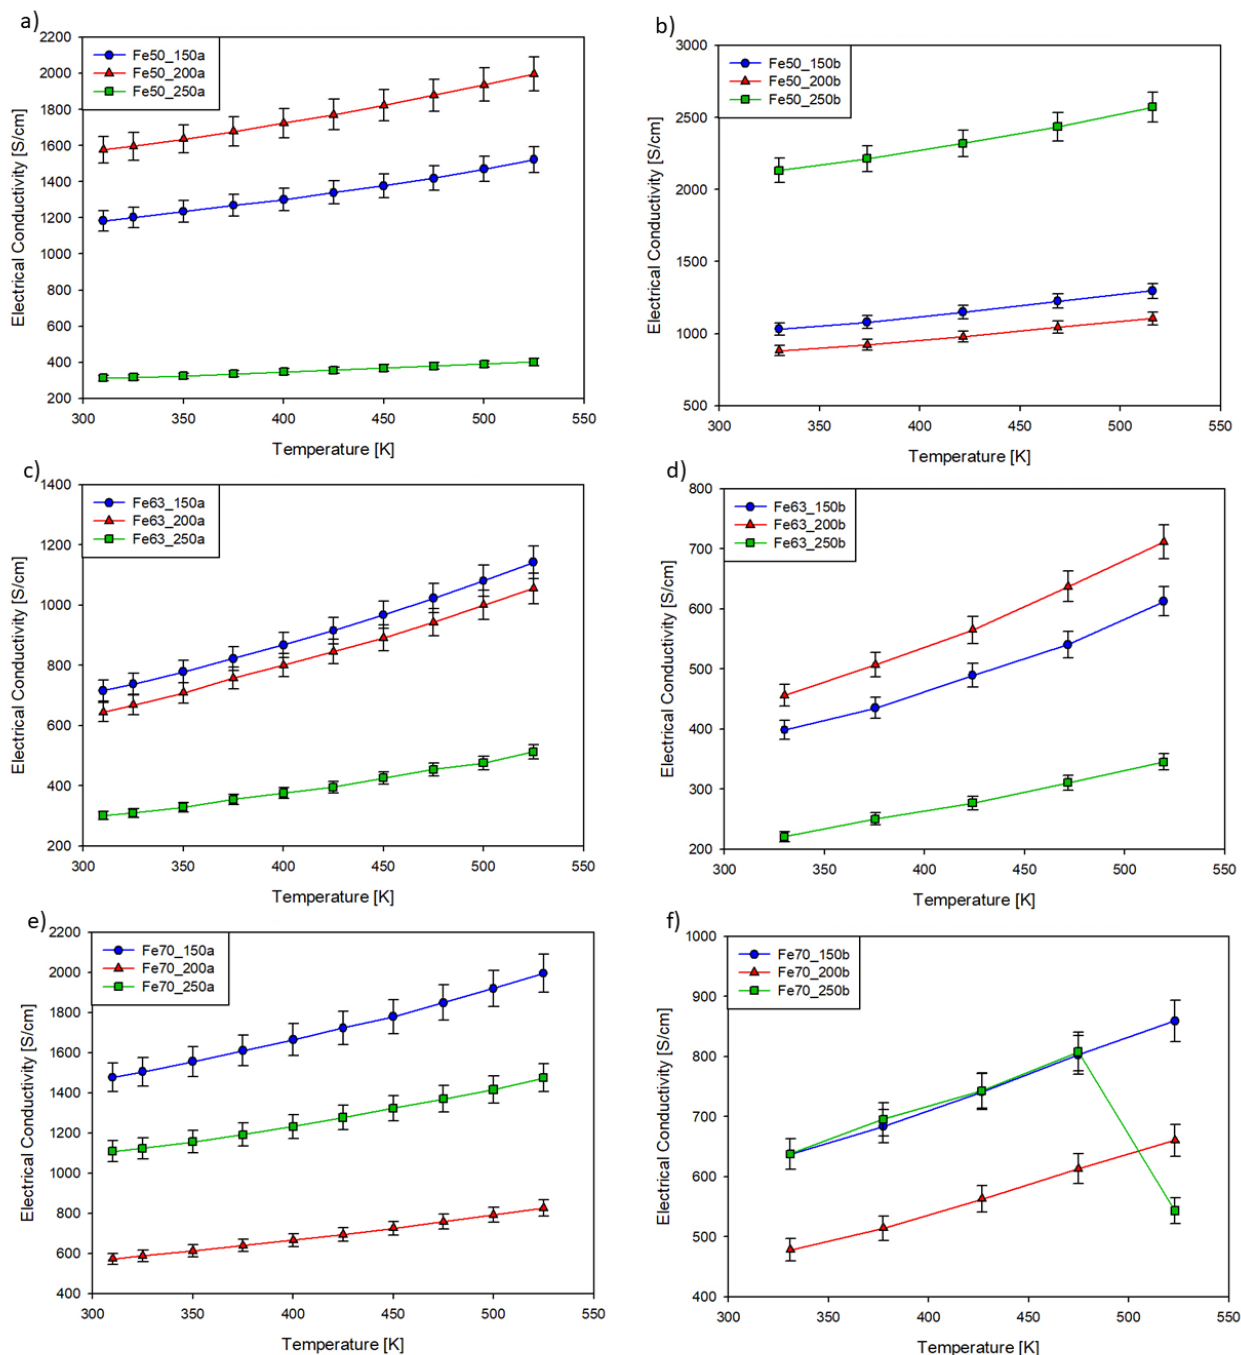 a)
Fe50_150a
Fe50_200a
Fe50_250a
2200
2000
1800
1600
1400
1200
1000
800
600
400
200
Electrical Conductivity [S/cm]
300 350 400 450 500 550
Temperature [K]
b)
Fe50_150b
Fe50_200b
Fe50_250b
3000
2500
2000
1500
1000
500
Electrical Conductivity [S/cm]
300 350 400 450 500 550
Temperature [K]
c)
Fe63_150a
Fe63_200a
Fe63_250a
1400
1200
1000
800
600
400
200
Electrical Conductivity [S/cm]
300 350 400 450 500 550
Temperature [K]
d)
Fe63_150b
Fe63_200b
Fe63_250b
800
700
600
500
400
300
200
Electrical Conductivity [S/cm]
300 350 400 450 500 550
Temperature [K]
e)
Fe70_150a
Fe70_200a
Fe70_250a
2200
2000
1800
1600
1400
1200
1000
800
600
400
Electrical Conductivity [S/cm]
300 350 400 450 500 550
Temperature [K]
f)
Fe70_150b
Fe70_200b
Fe70_250b
1000
900
800
700
600
500
400
Electrical Conductivity [S/cm]
300 350 400 450 500 550
Temperature [K]